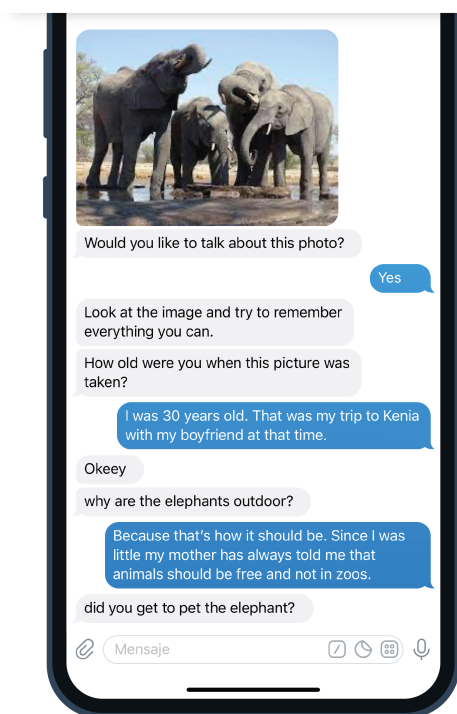 Would you like to talk about this photo?
Yes
Look at the image and try to remember
everything you can.
How old were you when this picture was
taken?
I was 30 years old. That was my trip to Kenia
with my boyfriend at that time.
Okeey
why are the elephants outdoor?
Because that's how it should be. Since I was
little my mother has always told me that
animals should be free and not in zoos.
did you get to pet the elephant?
Mensaje